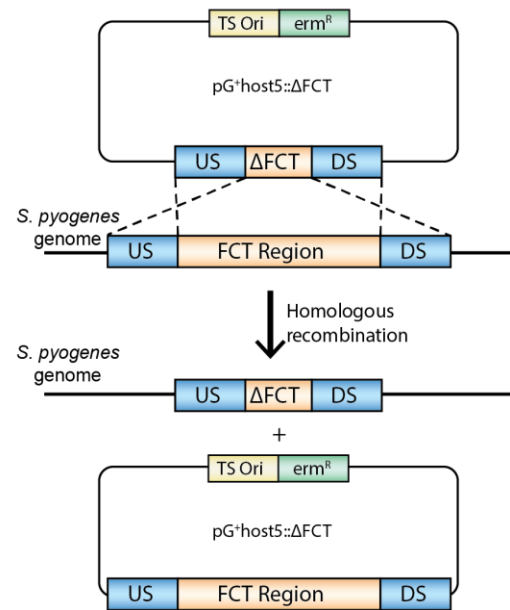 TS Ori erm^R
pG⁺host5::ΔFCT
US ΔFCT DS
S. pyogenes
genome
US FCT Region DS
Homologous
recombination
S. pyogenes
genome
US ΔFCT DS
+
TS Ori erm^R
pG⁺host5::ΔFCT
US FCT Region DS